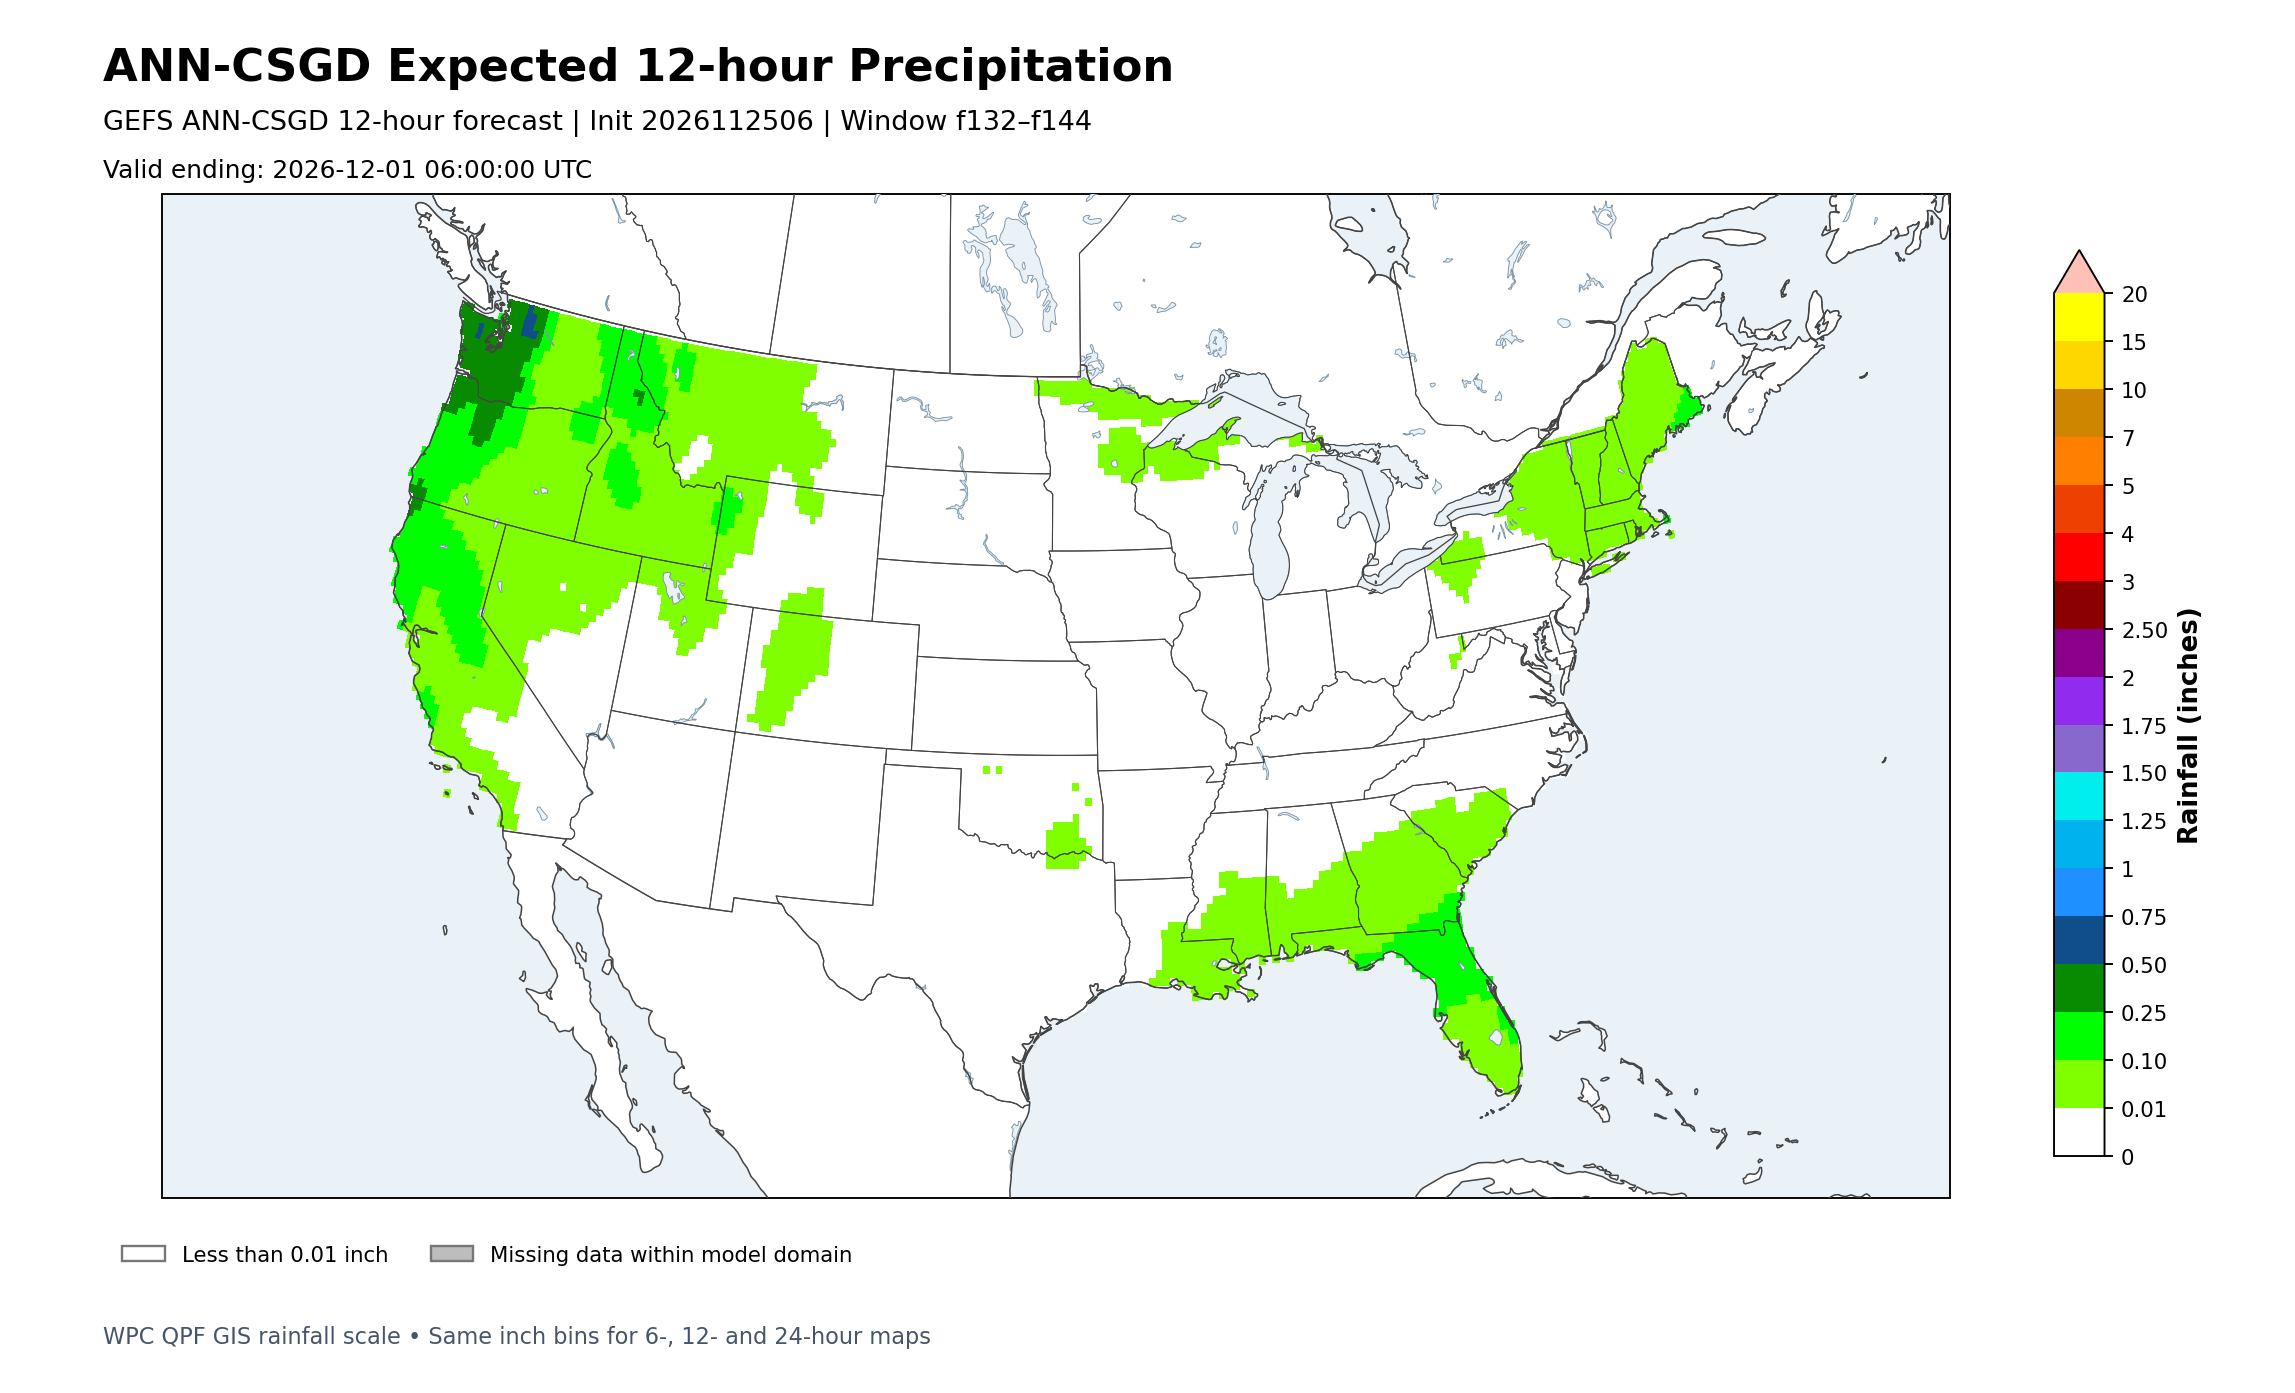 ANN-CSGD Expected 12-hour Precipitation
GEFS ANN-CSGD 12-hour forecast | Init 2026112506 | Window f132–f144
Valid ending: 2026-12-01 06:00:00 UTC
20
15
10
7
5
4
3
2.50
2
1.75
1.50
1.25
1
0.75
0.50
0.25
0.10
0.01
0
Rainfall (inches)
Less than 0.01 inch
Missing data within model domain
WPC QPF GIS rainfall scale • Same inch bins for 6-, 12- and 24-hour maps